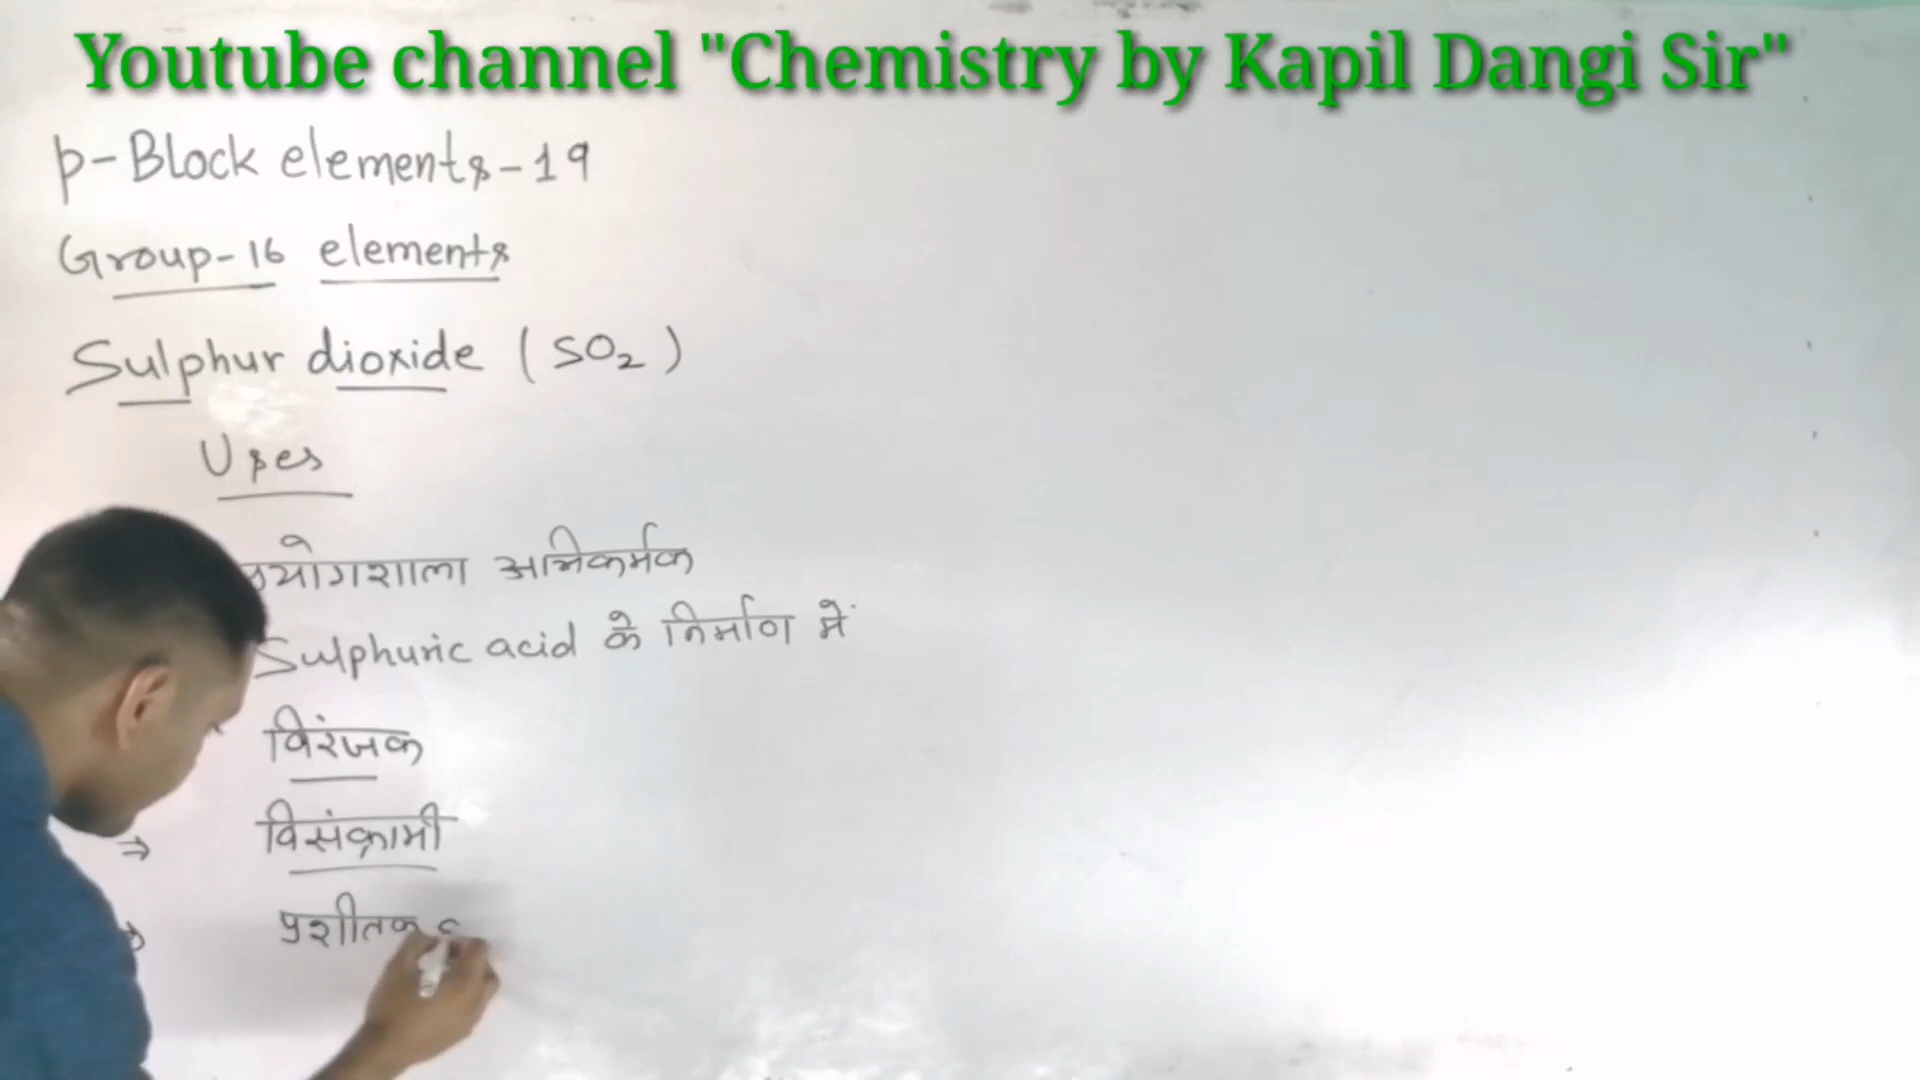 Youtube channel "Chemistry by Kapil Dangi Sir"
p-Block elements-19
Group-16 elements
Sulphur dioxide (SO₂)
Uses
प्रयोगशाला अभिकर्मक
Sulphuric acid के निर्माण में
विरंजक
⇒ विसंक्रामी
⇒ प्रशीतक